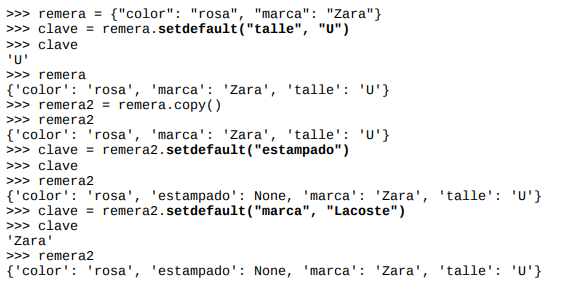 >>> remera = {"color": "rosa", "marca": "Zara"}
>>> clave = remera.setdefault("talle", "U")
>>> clave
'U'
>>> remera
{'color': 'rosa', 'marca': 'Zara', 'talle': 'U'}
>>> remera2 = remera.copy()
>>> remera2
{'color': 'rosa', 'marca': 'Zara', 'talle': 'U'}
>>> clave = remera2.setdefault("estampado")
>>> clave
>>> remera2
{'color': 'rosa', 'estampado': None, 'marca': 'Zara', 'talle': 'U'}
>>> clave = remera2.setdefault("marca", "Lacoste")
>>> clave
'Zara'
>>> remera2
{'color': 'rosa', 'estampado': None, 'marca': 'Zara', 'talle': 'U'}